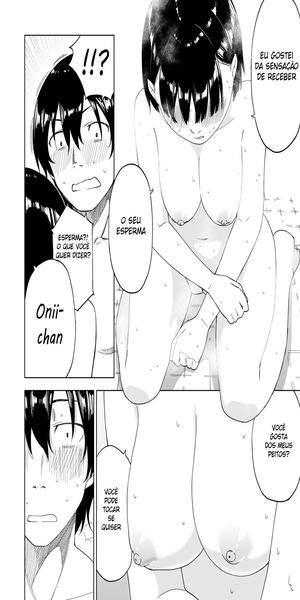 EU GOSTEI
DA SENSAÇÃO
DE RECEBER
O SEU
ESPERMA
!!?
ESPERMA?!
O QUE VOCÊ
QUER DIZER?
Onii-
chan
VOCÊ
GOSTA
DOS MEUS
PEITOS?
VOCÊ
PODE
TOCAR
SE
QUISER